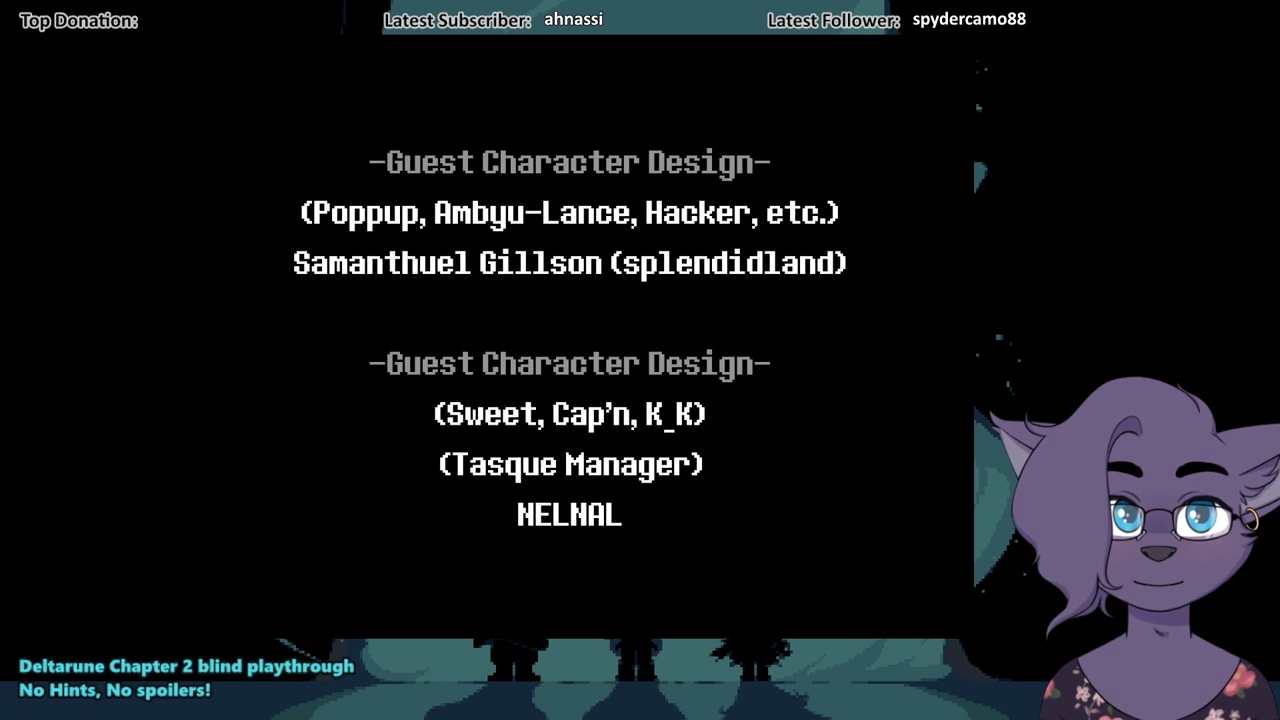 Top Donation:
Latest Subscriber: ahnassi
Latest Follower: spydercamo88
-Guest Character Design-
(Poppup, Ambyu-Lance, Hacker, etc.)
Samanthuel Gillson (splendidland)
-Guest Character Design-
(Sweet, Cap'n, K_K)
(Tasque Manager)
NELNAL
Deltarune Chapter 2 blind playthrough
No Hints, No spoilers!